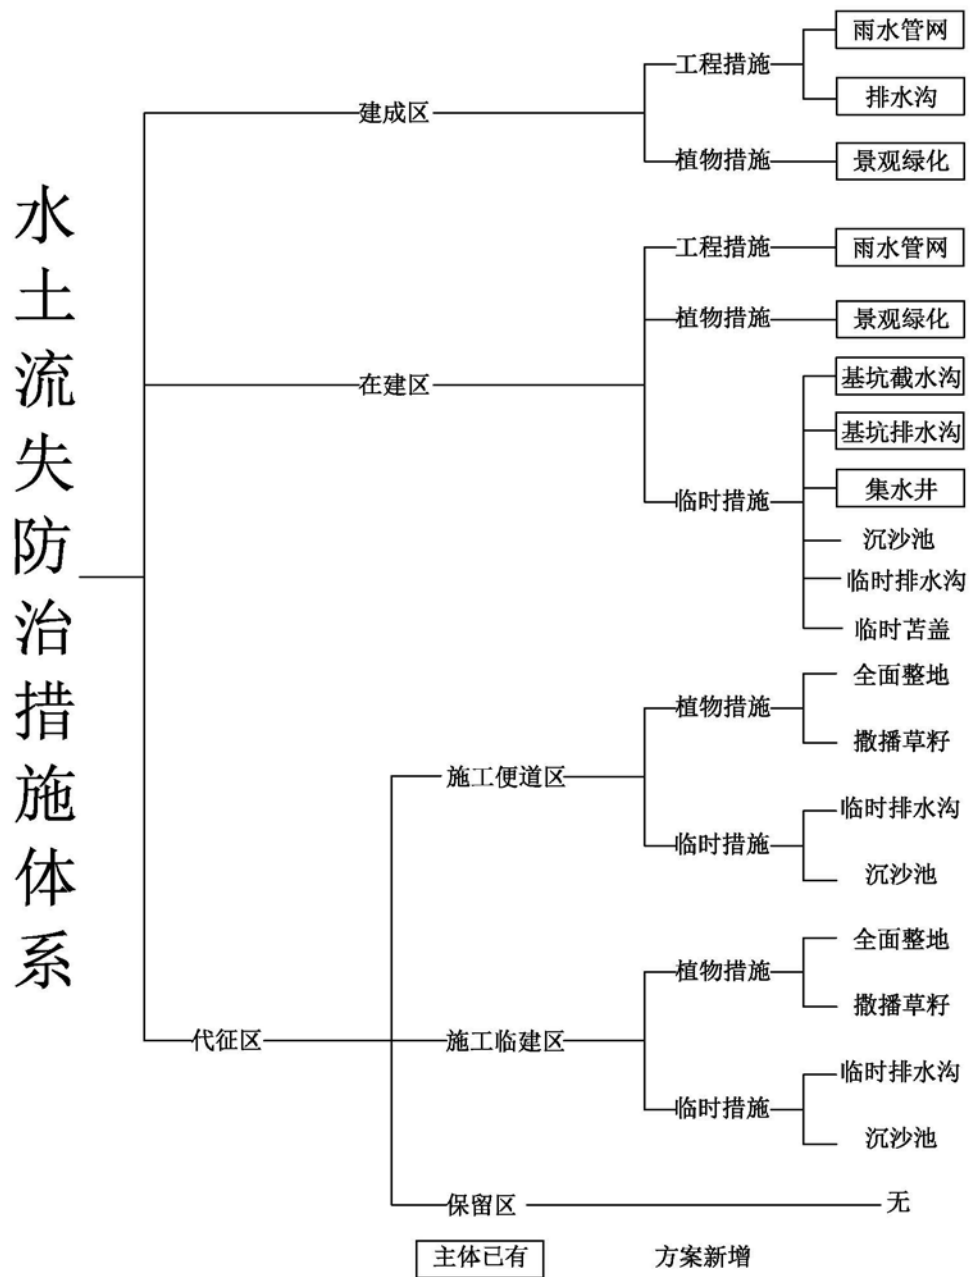 水土流失防治措施体系
建成区
工程措施
雨水管网
排水沟
植物措施
景观绿化
在建区
工程措施
雨水管网
植物措施
景观绿化
临时措施
基坑截水沟
基坑排水沟
集水井
沉沙池
临时排水沟
临时苫盖
代征区
施工便道区
植物措施
全面整地
撒播草籽
临时措施
临时排水沟
沉沙池
施工临建区
植物措施
全面整地
撒播草籽
临时措施
临时排水沟
沉沙池
保留区
无
主体已有
方案新增